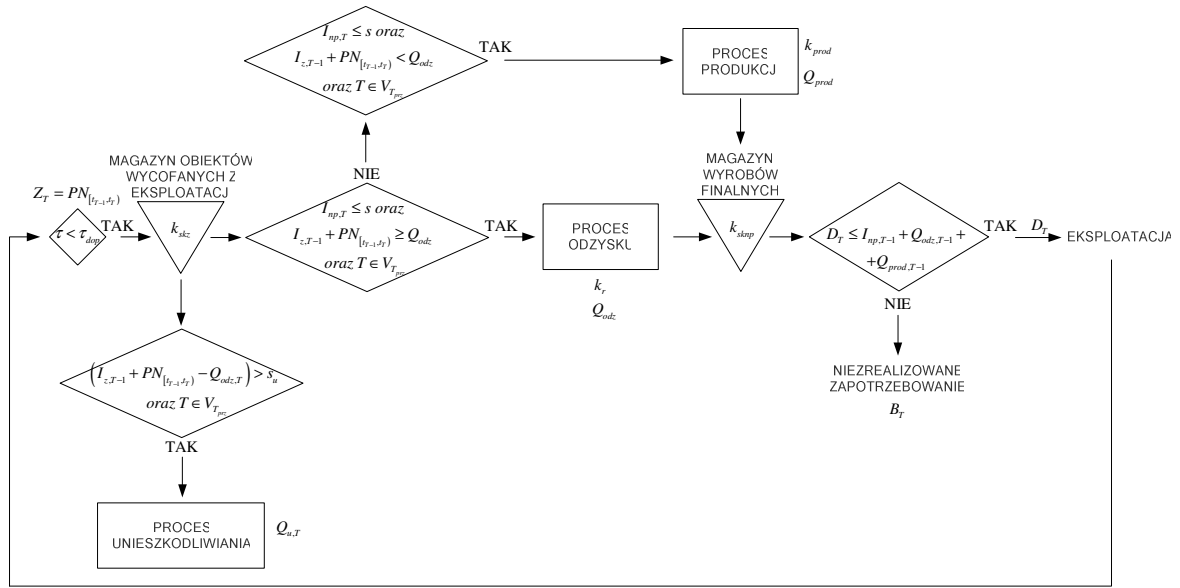 I_{np,T} ≤ s oraz
I_{z,T-1} + PN_{[t_{T-1},t_T)} < Q_{odz}
oraz T ∈ V_{T_{prz}}
TAK
PROCES
PRODUKCJ
k_{prod}
Q_{prod}
NIE
MAGAZYN OBIEKTÓW
WYCOFANYCH Z
EKSPLOATACJ
k_{skz}
Z_T = PN_{[t_{T-1},t_T)}
τ < τ_{dop}
TAK
I_{np,T} ≤ s oraz
I_{z,T-1} + PN_{[t_{T-1},t_T)} ≥ Q_{odz}
oraz T ∈ V_{T_{prz}}
TAK
PROCES
ODZYSKU
k_r
Q_{odz}
MAGAZYN
WYROBÓW
FINALNYCH
k_{sknp}
D_T ≤ I_{np,T-1} + Q_{odz,T-1} +
+Q_{prod,T-1}
TAK
D_T
EKSPLOATACJA
NIE
NIEZREALIZOWANE
ZAPOTRZEBOWANIE
B_T
(I_{z,T-1} + PN_{[t_{T-1},t_T)} - Q_{odz,T}) > s_u
oraz T ∈ V_{T_{prz}}
TAK
PROCES
UNIESZKODLIWIANIA
Q_{u,T}